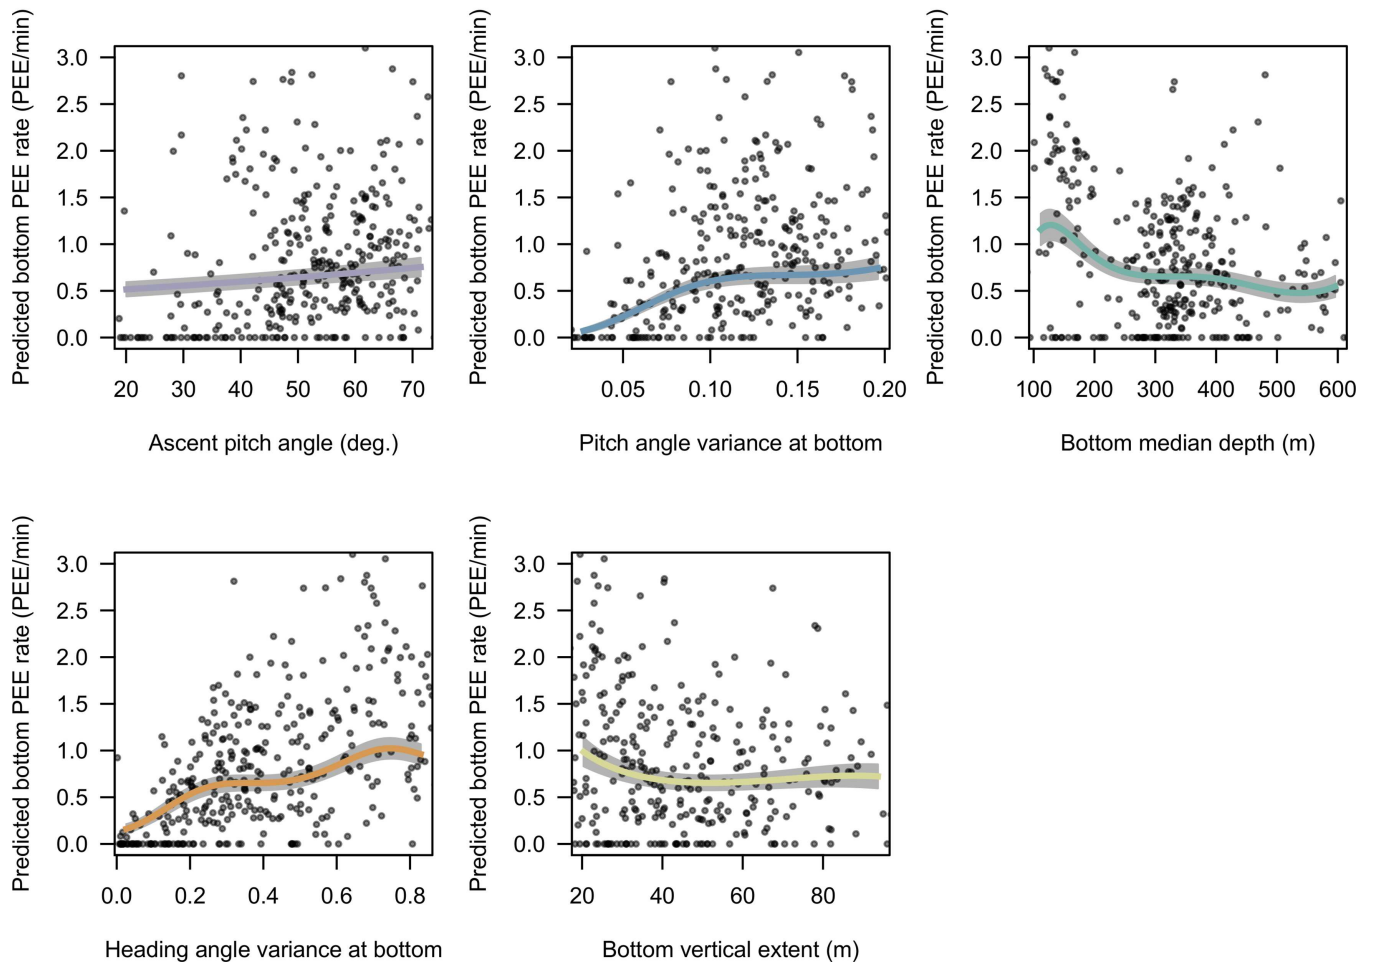 Predicted bottom PEE rate (PEE/min)
3.0
2.5
2.0
1.5
1.0
0.5
0.0
20 30 40 50 60 70
Ascent pitch angle (deg.)
Predicted bottom PEE rate (PEE/min)
3.0
2.5
2.0
1.5
1.0
0.5
0.0
0.05 0.10 0.15 0.20
Pitch angle variance at bottom
Predicted bottom PEE rate (PEE/min)
3.0
2.5
2.0
1.5
1.0
0.5
0.0
100 200 300 400 500 600
Bottom median depth (m)
Predicted bottom PEE rate (PEE/min)
3.0
2.5
2.0
1.5
1.0
0.5
0.0
0.0 0.2 0.4 0.6 0.8
Heading angle variance at bottom
Predicted bottom PEE rate (PEE/min)
3.0
2.5
2.0
1.5
1.0
0.5
0.0
20 40 60 80
Bottom vertical extent (m)